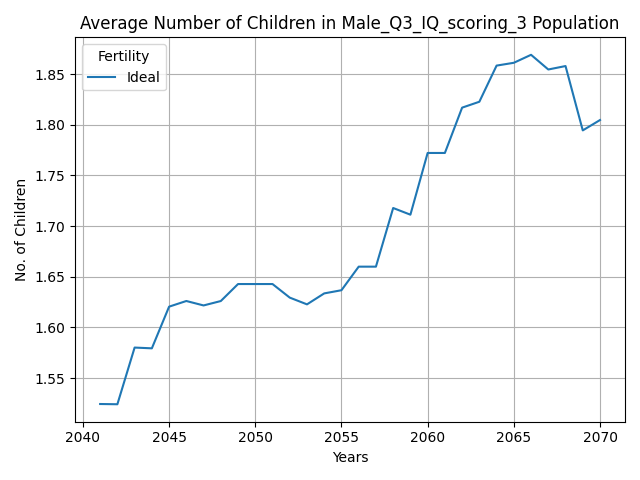 Average Number of Children in Male_Q3_IQ_scoring_3 Population
Fertility
Ideal
No. of Children
1.85
1.80
1.75
1.70
1.65
1.60
1.55
2040 2045 2050 2055 2060 2065 2070
Years